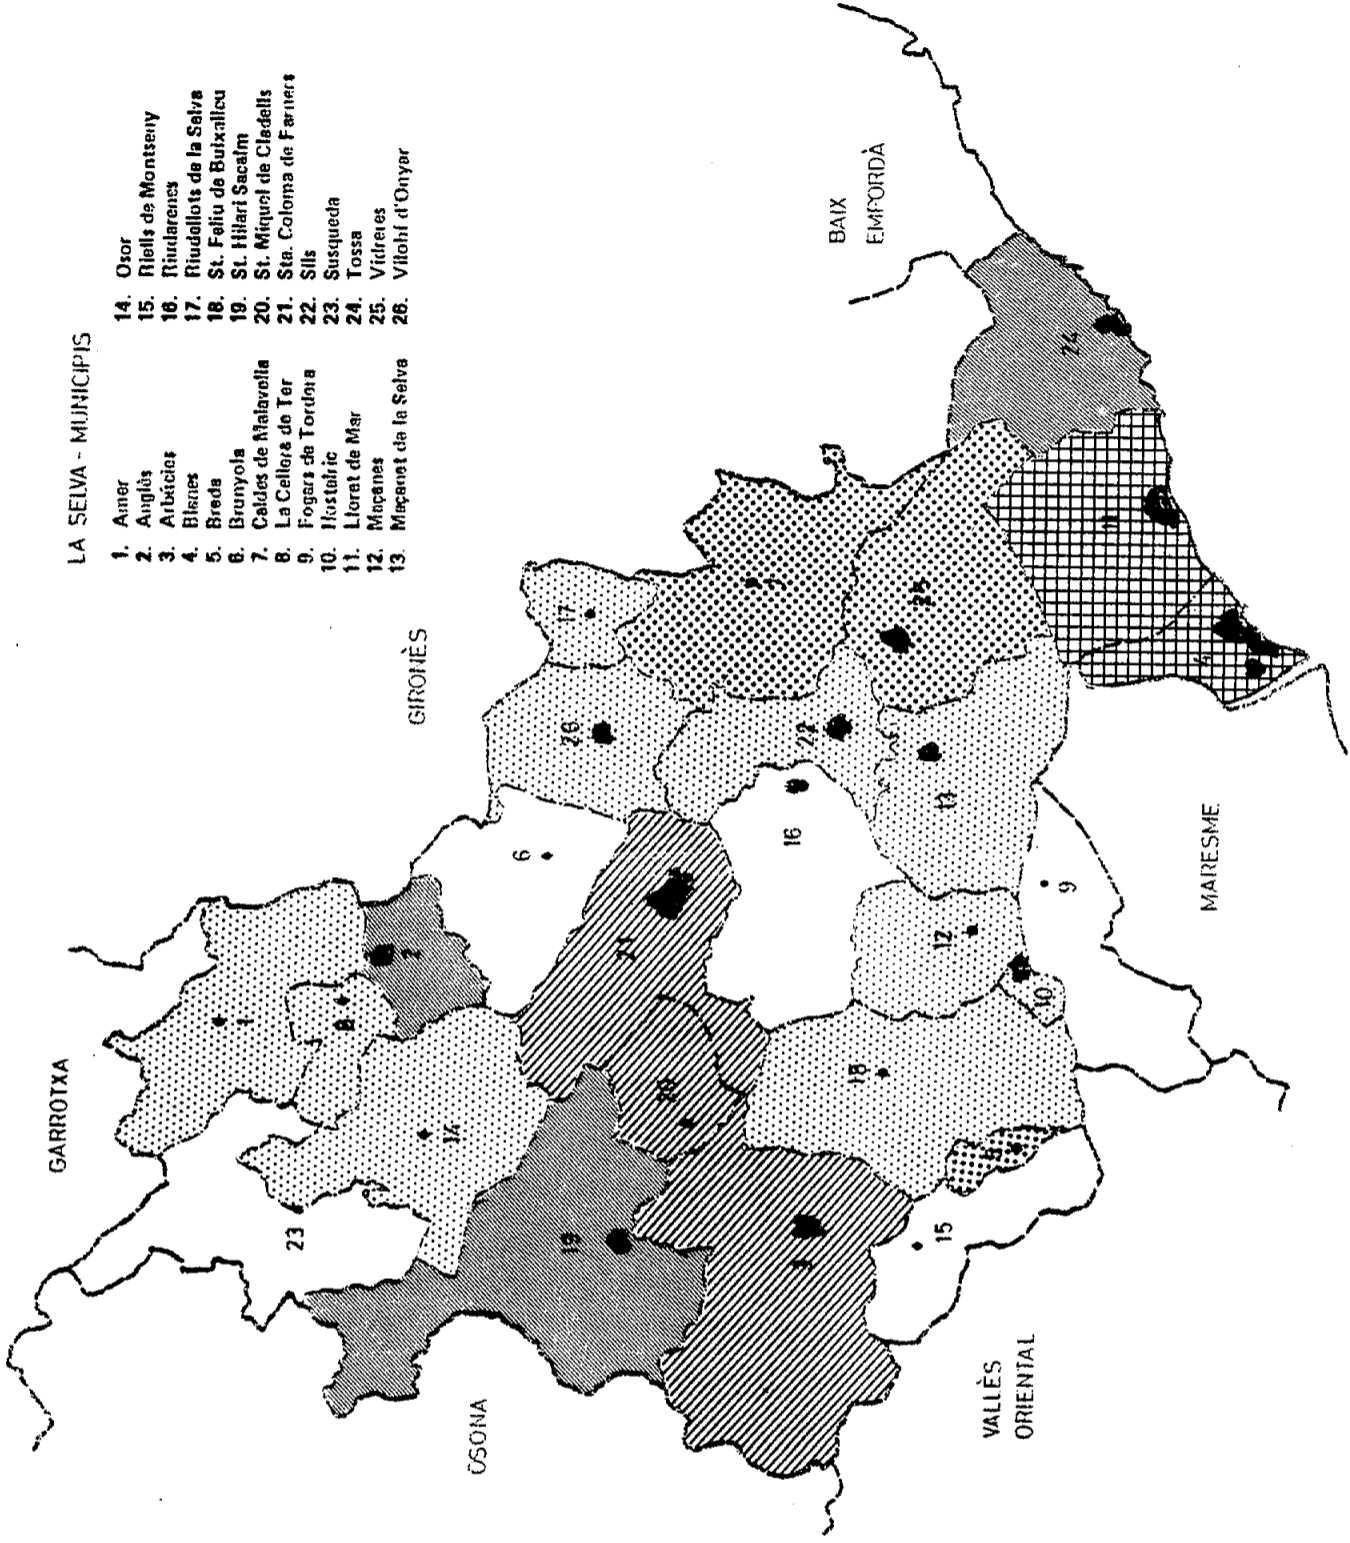 LA SELVA - MUNICIPIS
1. Amer
2. Anglès
3. Arbúcies
4. Blanes
5. Breda
6. Brunyola
7. Caldes de Malavella
8. La Cellera de Ter
9. Fogars de Tordera
10. Hostalric
11. Lloret de Mar
12. Maçanes
13. Maçanet de la Selva
14. Osor
15. Riells de Montseny
16. Riudarenes
17. Riudellots de la Selva
18. St. Feliu de Buixalleu
19. St. Hilari Sacalm
20. St. Miquel de Cladells
21. Sta. Coloma de Farners
22. Sils
23. Susqueda
24. Tossa
25. Vidreres
26. Vilobí d'Onyar
GARROTXA
GIRONÈS
BAIX
EMPORDÀ
OSONA
VALLÈS
ORIENTAL
MARESME
1
2
3
4
6
7
8
9
10
11
12
13
14
15
16
17
18
19
20
21
22
23
24
25
26